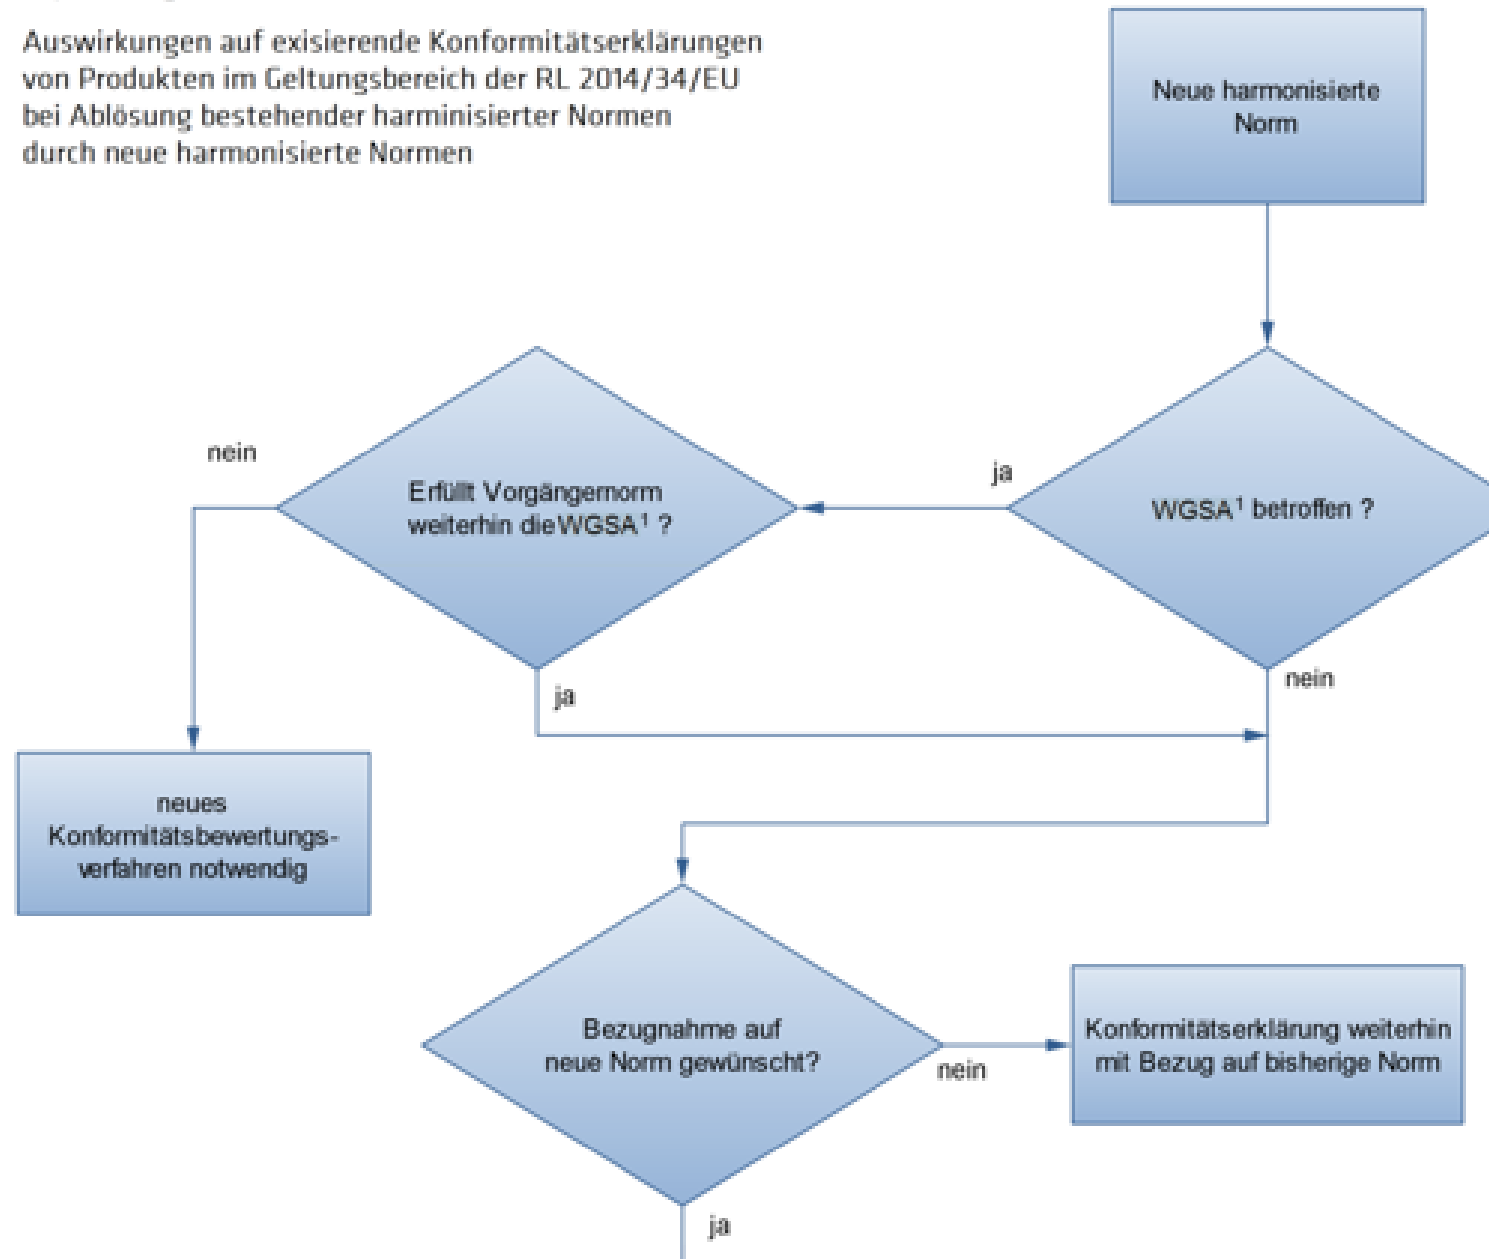 Auswirkungen auf exisierende Konformitätserklärungen
von Produkten im Geltungsbereich der RL 2014/34/EU
bei Ablösung bestehender harminisierter Normen
durch neue harmonisierte Normen
Neue harmonisierte
Norm
nein
Erfüllt Vorgängernorm
weiterhin die WGSA¹ ?
ja
WGSA¹ betroffen ?
ja
nein
neues
Konformitätsbewertungs-
verfahren notwendig
Bezugnahme auf
neue Norm gewünscht?
nein
Konformitätserklärung weiterhin
mit Bezug auf bisherige Norm
ja